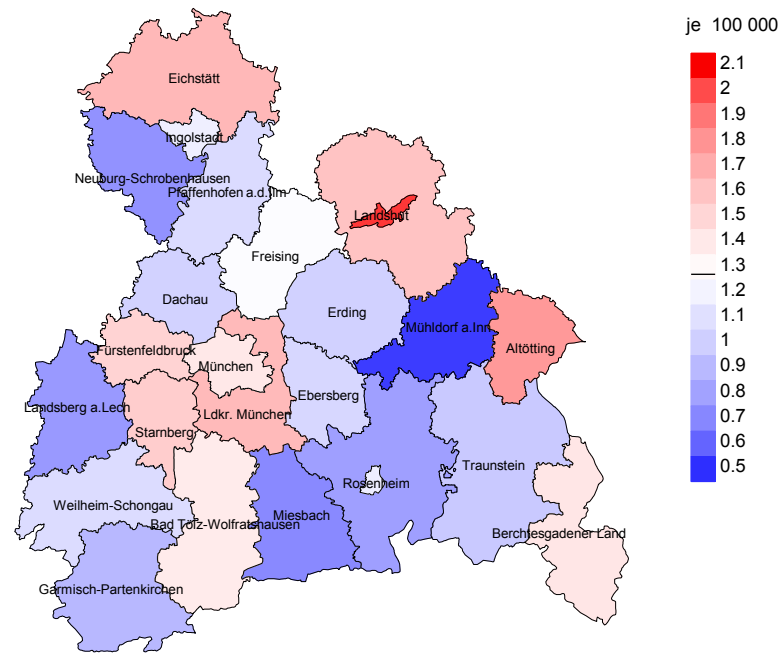 je 100 000
2.1
2
1.9
1.8
1.7
1.6
1.5
1.4
1.3
1.2
1.1
1
0.9
0.8
0.7
0.6
0.5
Eichstätt
Ingolstadt
Neuburg-Schrobenhausen
Pfaffenhofen a.d.Ilm
Landshut
Freising
Dachau
Erding
Mühldorf a.Inn
Altötting
Fürstenfeldbruck
München
Ebersberg
Landsberg a.Lech
Ldkr. München
Starnberg
Traunstein
Rosenheim
Weilheim-Schongau
Miesbach
Bad Tölz-Wolfratshausen
Berchtesgadener Land
Garmisch-Partenkirchen